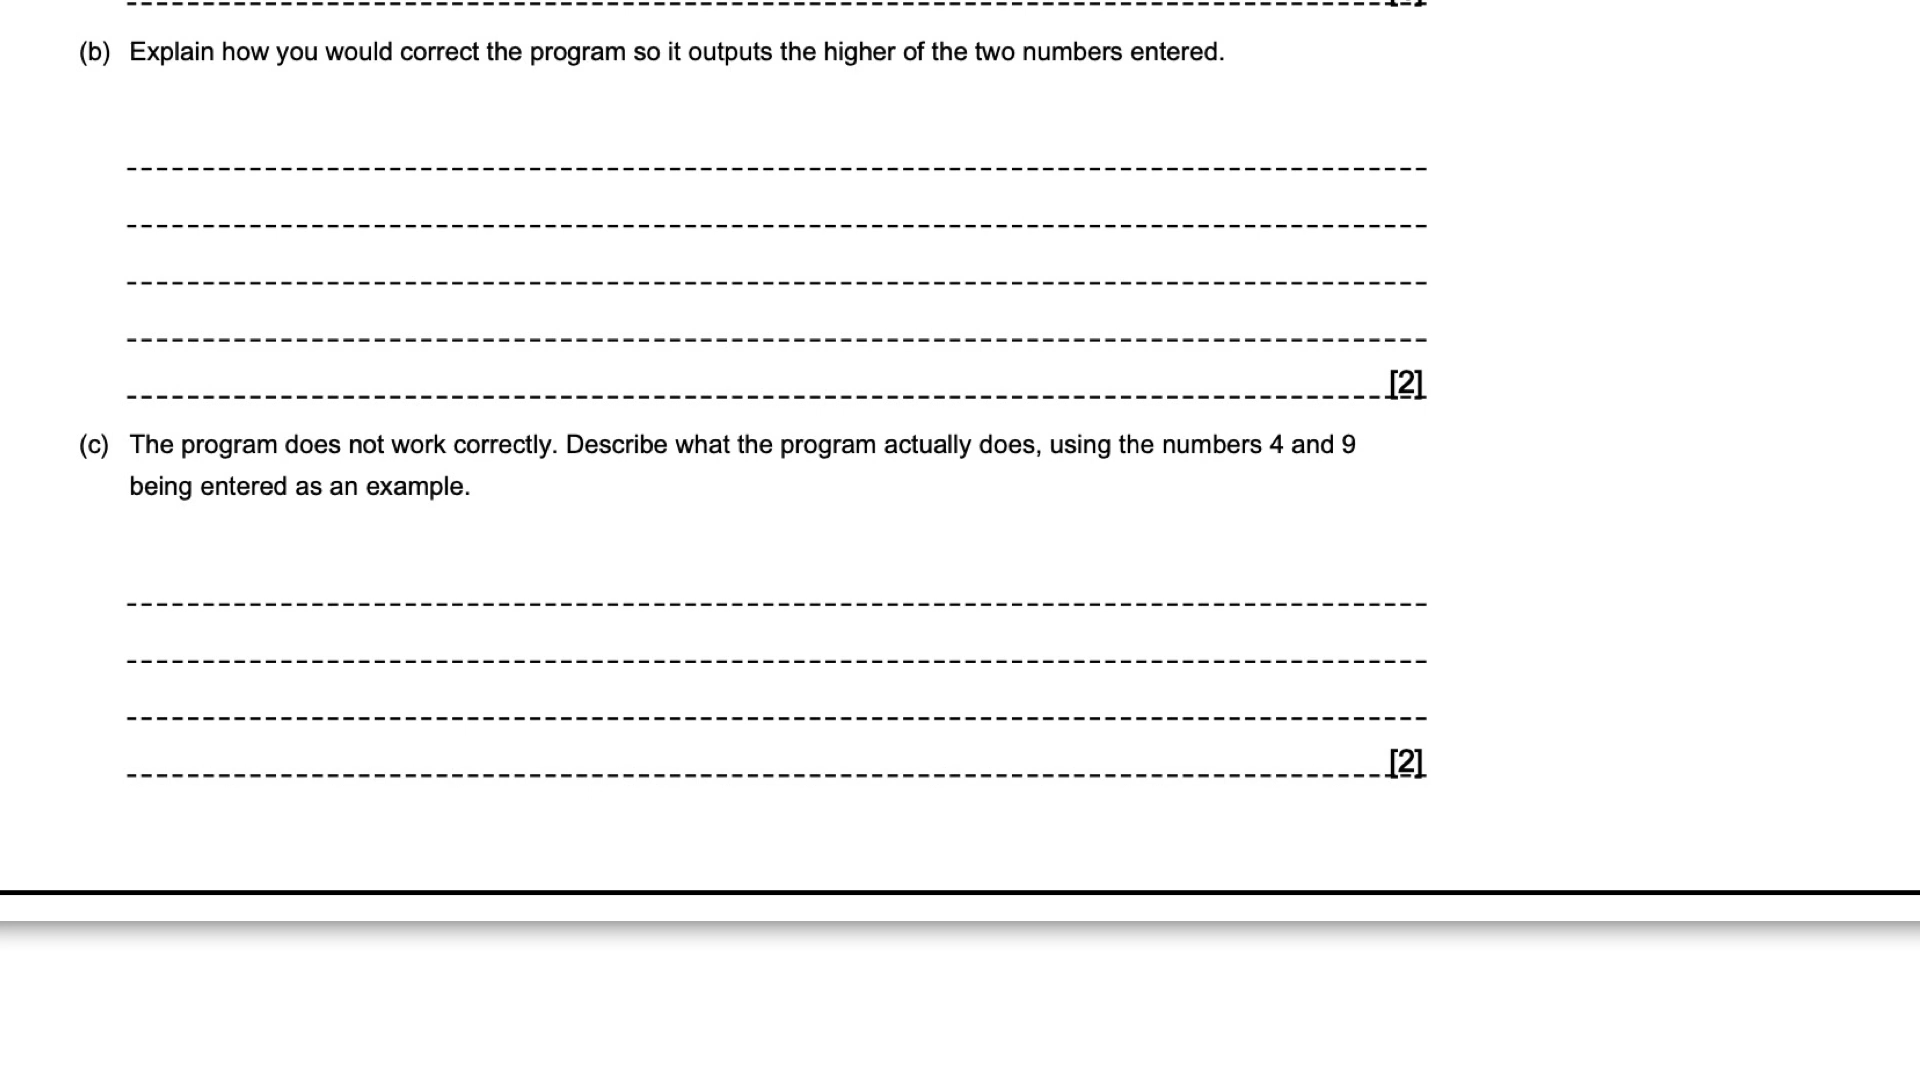 (b) Explain how you would correct the program so it outputs the higher of the two numbers entered.
[2]
(c) The program does not work correctly. Describe what the program actually does, using the numbers 4 and 9
being entered as an example.
[2]